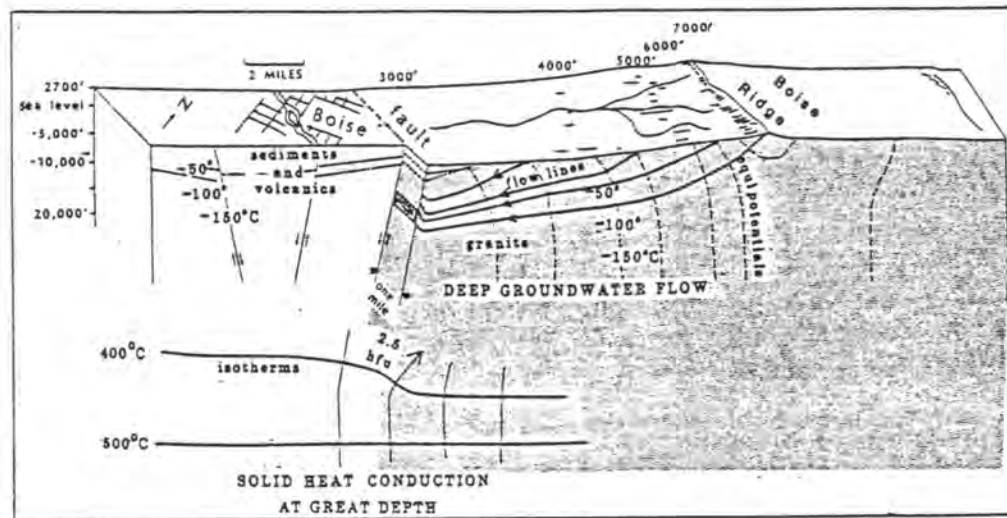 7000'
6000'
5000'
4000'
3000'
2 MILES
2700'
Sea level
-5,000'
-10,000'
20,000'
N
Boise
fault
Boise
Ridge
sediments
and
volcanics
-50°
-100°
-150°C
flow lines
-50°
-100°
-150°C
granite
equipotentials
DEEP GROUNDWATER FLOW
one
mile
2.5
hfu
400°C
isotherms
500°C
SOLID HEAT CONDUCTION
AT GREAT DEPTH